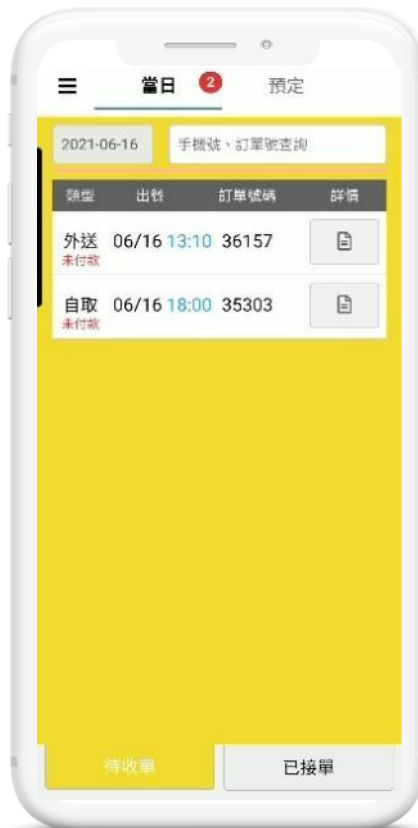 當日 2 預定
2021-06-16 手機號、訂單號查詢
類型 出餐 訂單號碼 詳情
外送 06/16 13:10 36157
未付款
自取 06/16 18:00 35303
未付款
待收單 已接單